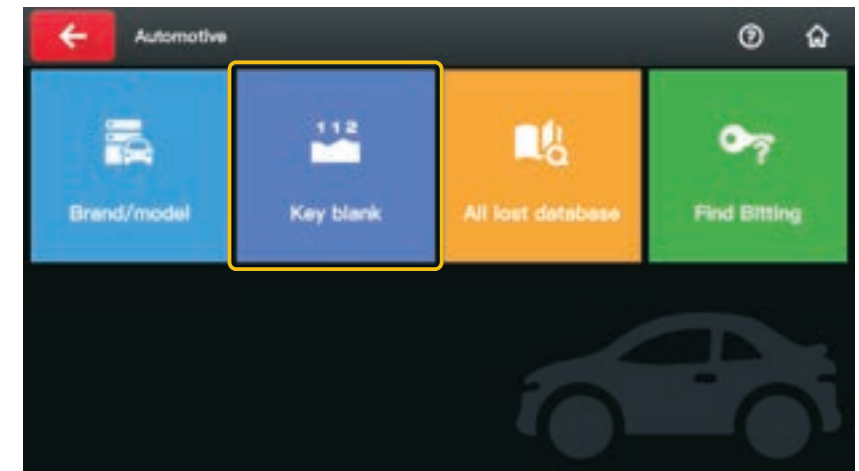 Automotive
112
Brand/model
Key blank
All lost database
Find Bitting